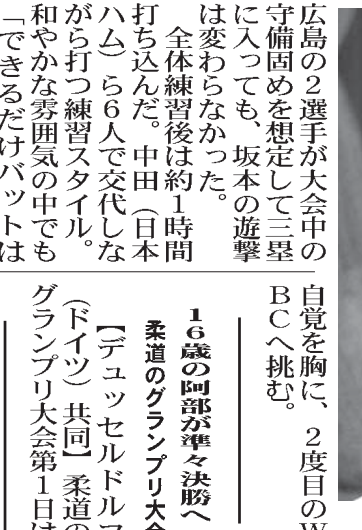 広島の2選手が大会中の
守備固めを想定して三塁
に入っても、坂本の遊撃
は変わらなかった。
全体練習後は約1時間
打ち込んだ。中田（日本
ハム）ら6人で交代しな
がら打つ練習スタイル。
和やかな雰囲気の中でも
「できるだけバットは
自覚を胸に、2度目のW
BCへ挑む。
16歳の阿部が準々決勝へ
柔道のグランプリ大会
【デュッセルドルフ
（ドイツ）共同】柔道の
グランプリ大会第1日は